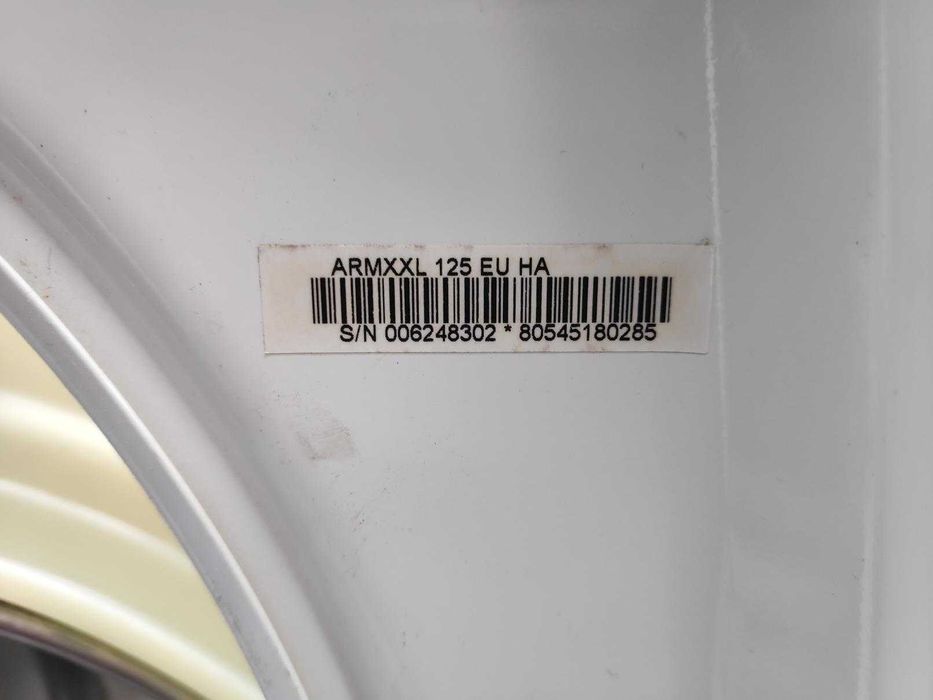 ARMXXL 125 EU HA
S/N 006248302 * 80545180285